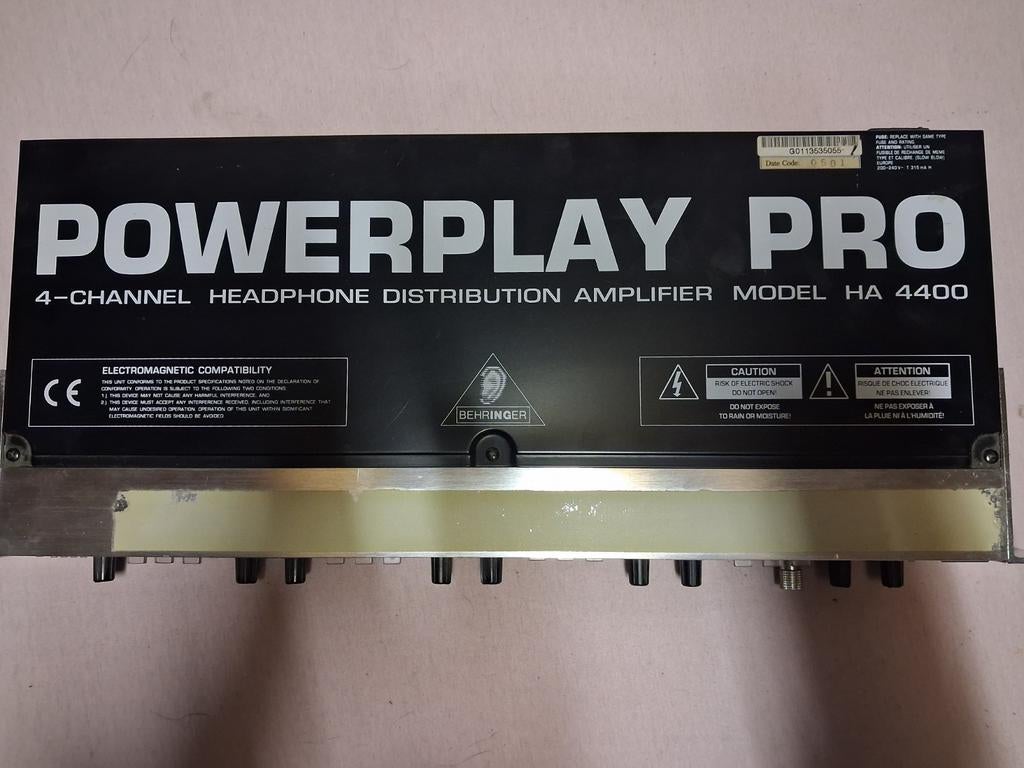 G0113535055
Date Code: 0501
FUSE: REPLACE WITH SAME TYPE
FUSE AND RATING.
ATTENTION: UTILISER UN
FUSIBLE DE RECHANGE DE MEME
TYPE ET CALIBRE. (SLOW BLOW)
EUROPE
200-240V~ T 315 mA H
POWERPLAY PRO
4-CHANNEL HEADPHONE DISTRIBUTION AMPLIFIER MODEL HA 4400
CE
ELECTROMAGNETIC COMPATIBILITY
THIS UNIT CONFORMS TO THE PRODUCT SPECIFICATIONS NOTED ON THE DECLARATION OF
CONFORMITY. OPERATION IS SUBJECT TO THE FOLLOWING TWO CONDITIONS:
1 ) THIS DEVICE MAY NOT CAUSE ANY HARMFUL INTERFERENCE, AND
2 ) THIS DEVICE MUST ACCEPT ANY INTERFERENCE RECEIVED, INCLUDING INTERFERENCE THAT
MAY CAUSE UNDESIRED OPERATION. OPERATION OF THIS UNIT WITHIN SIGNIFICANT
ELECTROMAGNETIC FIELDS SHOULD BE AVOIDED.
BEHRINGER
CAUTION
RISK OF ELECTRIC SHOCK
DO NOT OPEN!
DO NOT EXPOSE
TO RAIN OR MOISTURE!
ATTENTION
RISQUE DE CHOC ÉLECTRIQUE
NE PAS ENLEVER!
NE PAS EXPOSER À
LA PLUIE NI À L'HUMIDITÉ!